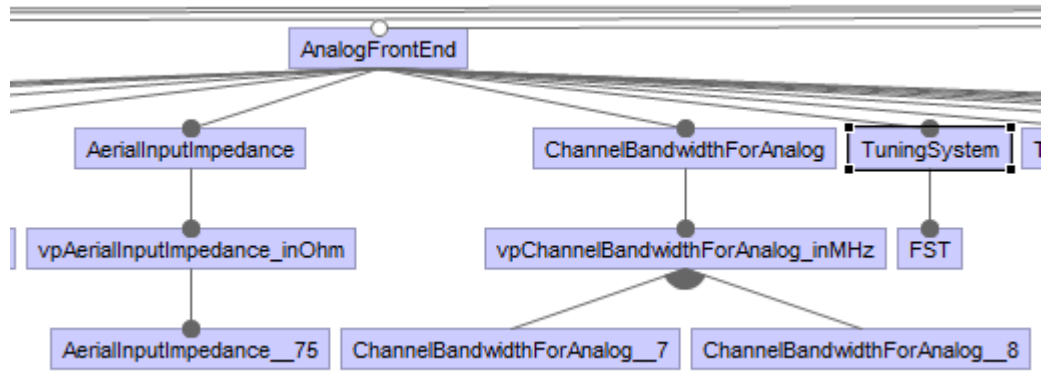 AnalogFrontEnd
AerialInputImpedance
ChannelBandwidthForAnalog
TuningSystem
vpAerialInputImpedance_inOhm
vpChannelBandwidthForAnalog_inMHz
FST
AerialInputImpedance__75
ChannelBandwidthForAnalog__7
ChannelBandwidthForAnalog__8